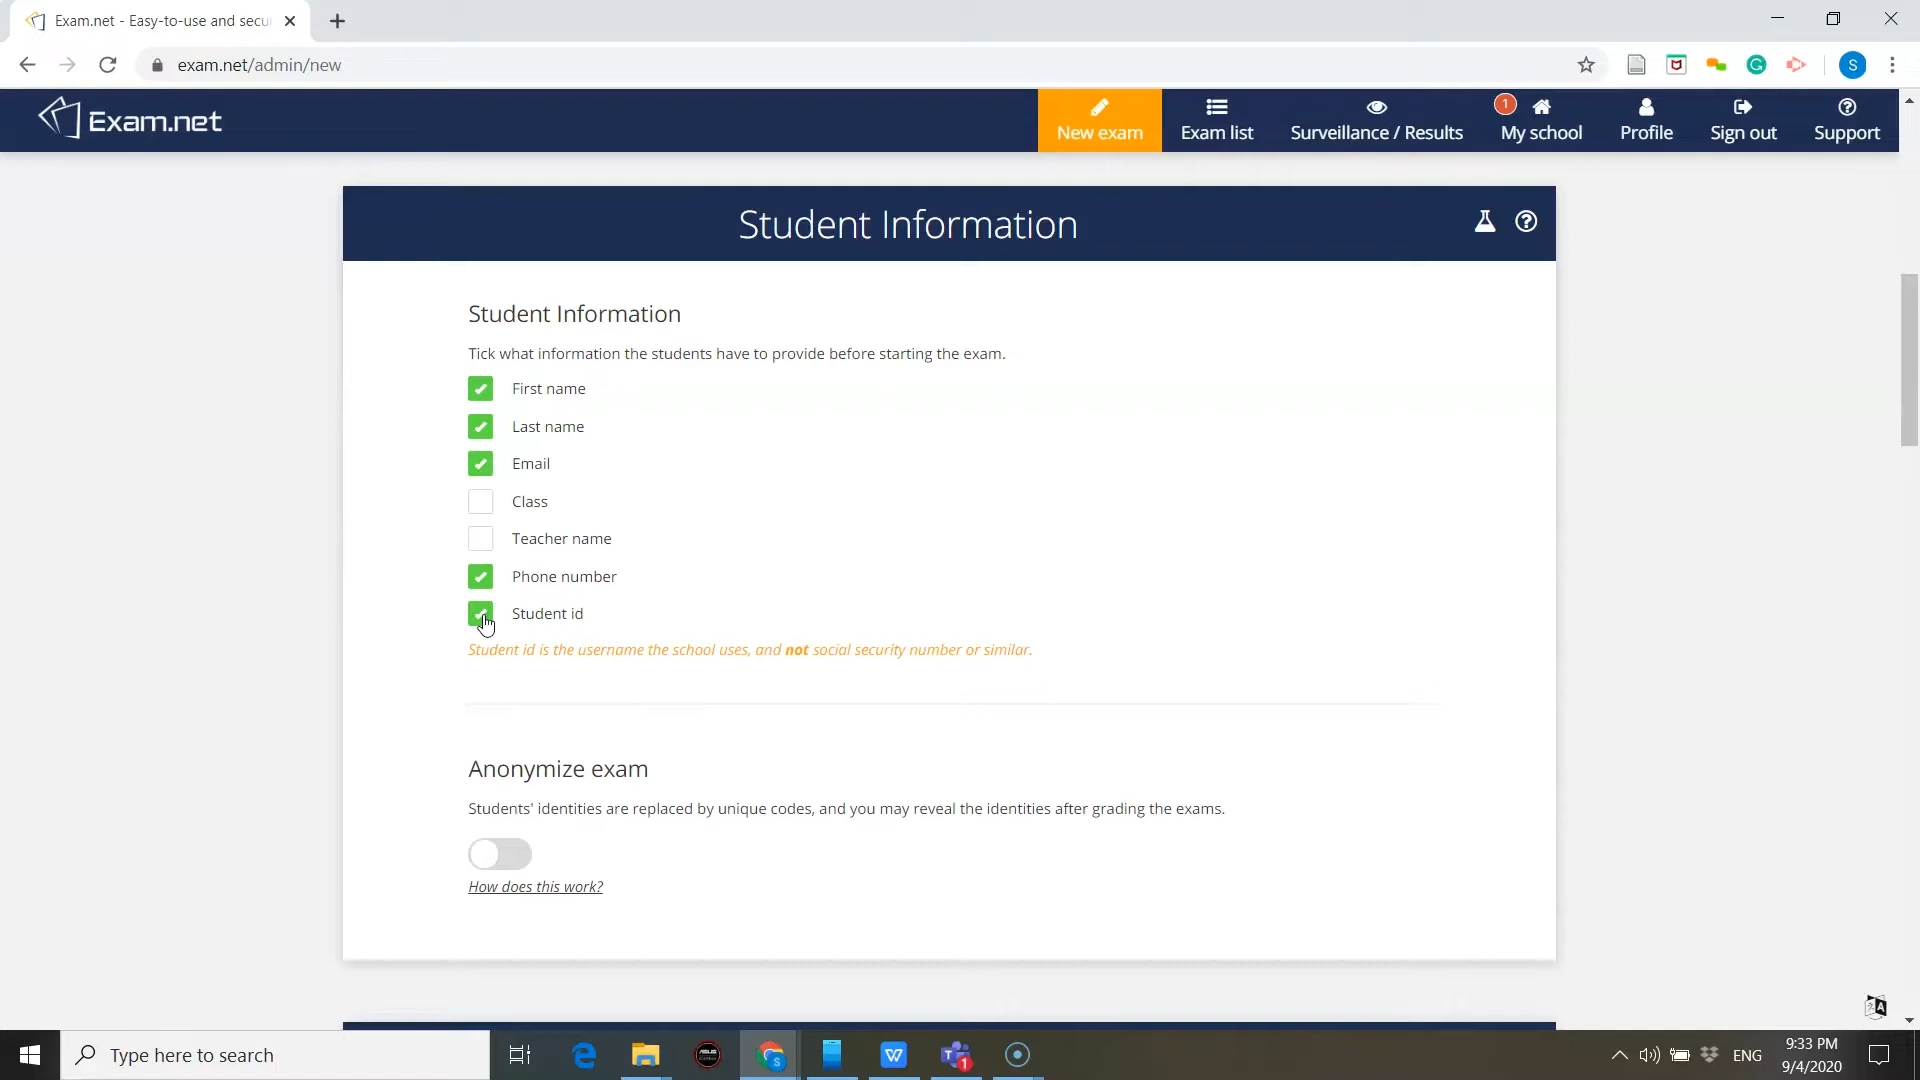 Exam.net - Easy-to-use and secu
exam.net/admin/new
S
Exam.net
New exam
Exam list
Surveillance / Results
1
My school
Profile
Sign out
Support
Student Information
Student Information
Tick what information the students have to provide before starting the exam.
First name
Last name
Email
Class
Teacher name
Phone number
Student id
Student id is the username the school uses, and not social security number or similar.
Anonymize exam
Students' identities are replaced by unique codes, and you may reveal the identities after grading the exams.
How does this work?
Type here to search
ENG
9:33 PM
9/4/2020